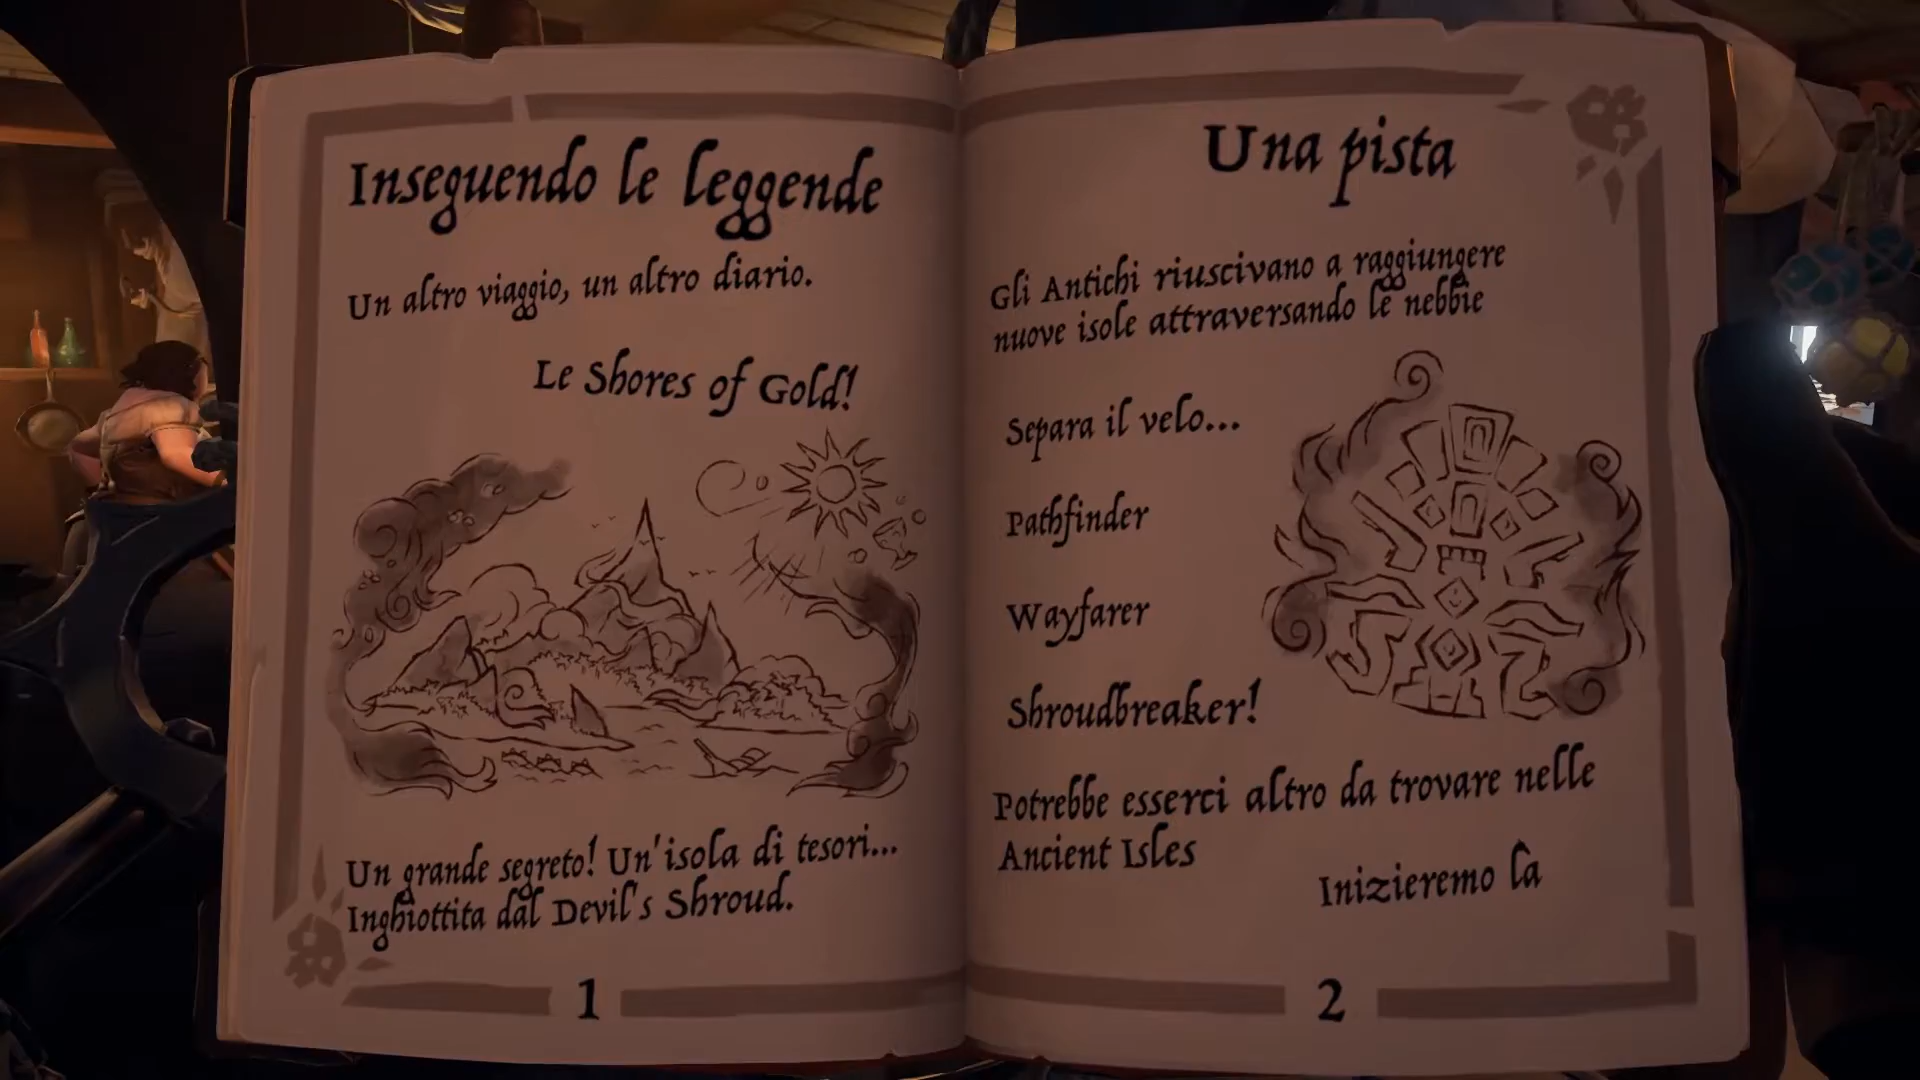 Inseguendo le leggende
Un altro viaggio, un altro diario.
Le Shores of Gold!
Un grande segreto! Un'isola di tesori...
Inghiottita dal Devil's Shroud.
1
Una pista
Gli Antichi riuscivano a raggiungere
nuove isole attraversando le nebbie
Separa il velo...
Pathfinder
Wayfarer
Shroudbreaker!
Potrebbe esserci altro da trovare nelle
Ancient Isles
Inizieremo là
2